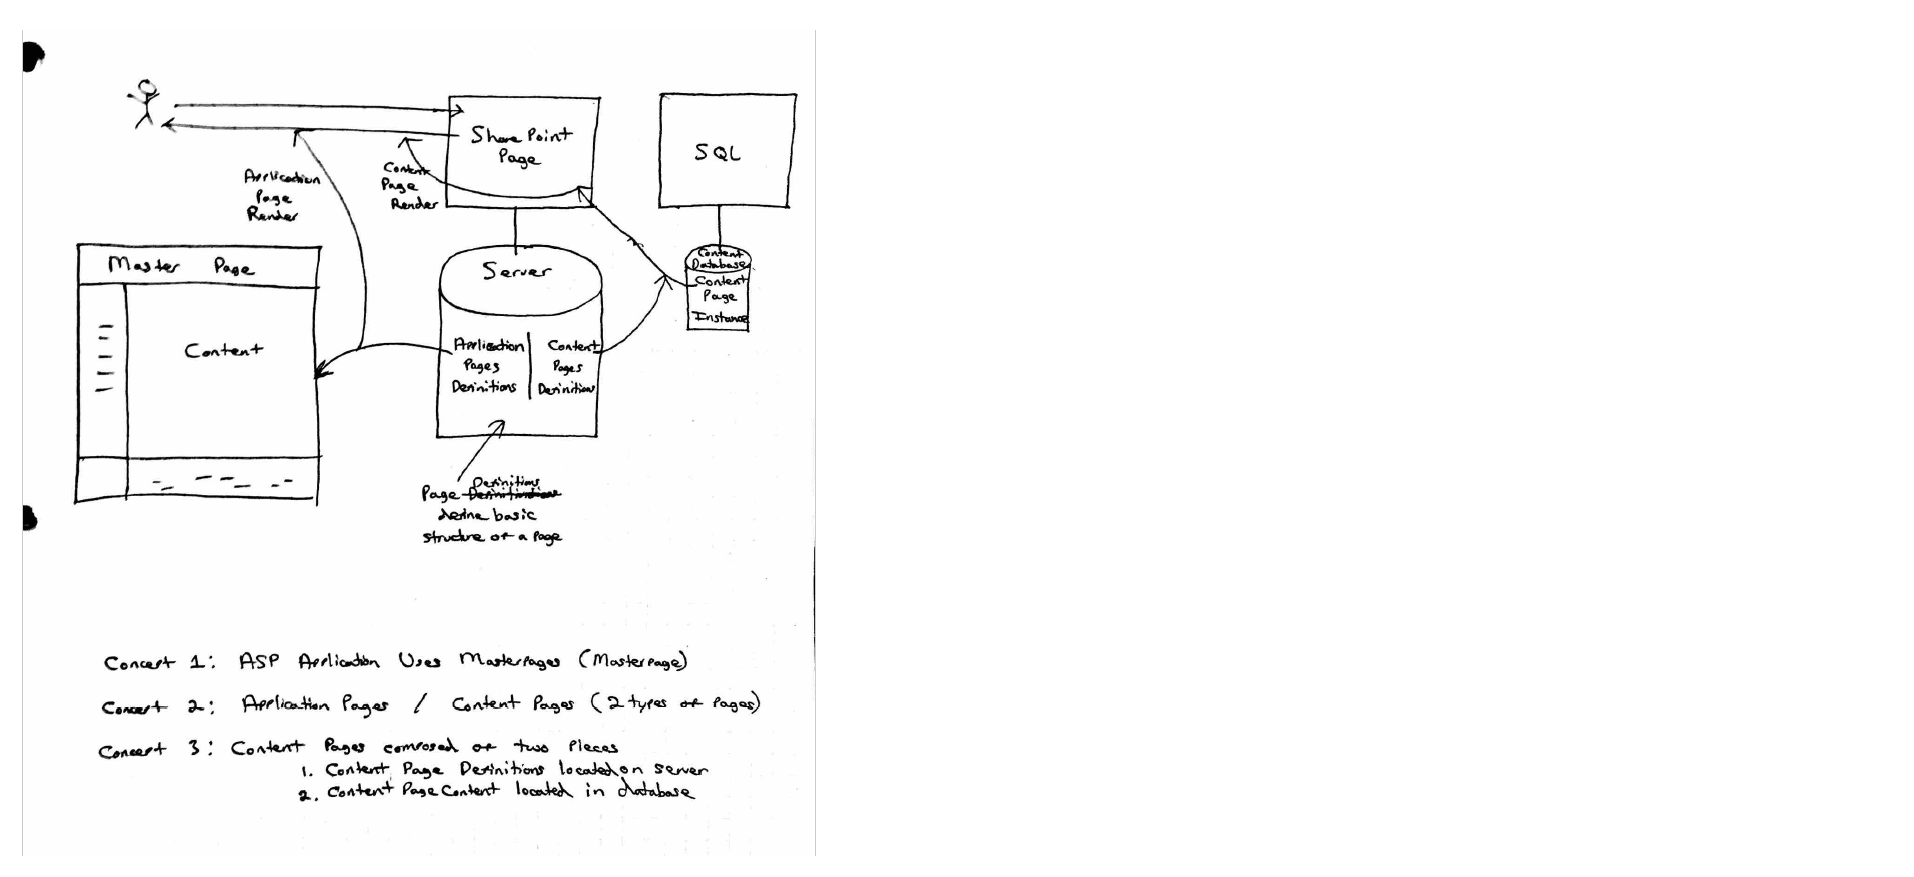 Share Point
Page
SQL
Application
Page
Render
Content
Page
Render
Master Page
Content
Server
Application
Pages
Definitions
Content
Pages
Definition
Content
Database
Content
Page
Instance
Definitions
Page
define basic
structure of a page
Concept 1: ASP Application Uses Masterpages (Masterpage)
Concept 2: Application Pages / Content Pages (2 types of pages)
Concept 3: Content Pages composed of two pieces
1. Content Page Definitions located on server
2. Content Page Content located in database